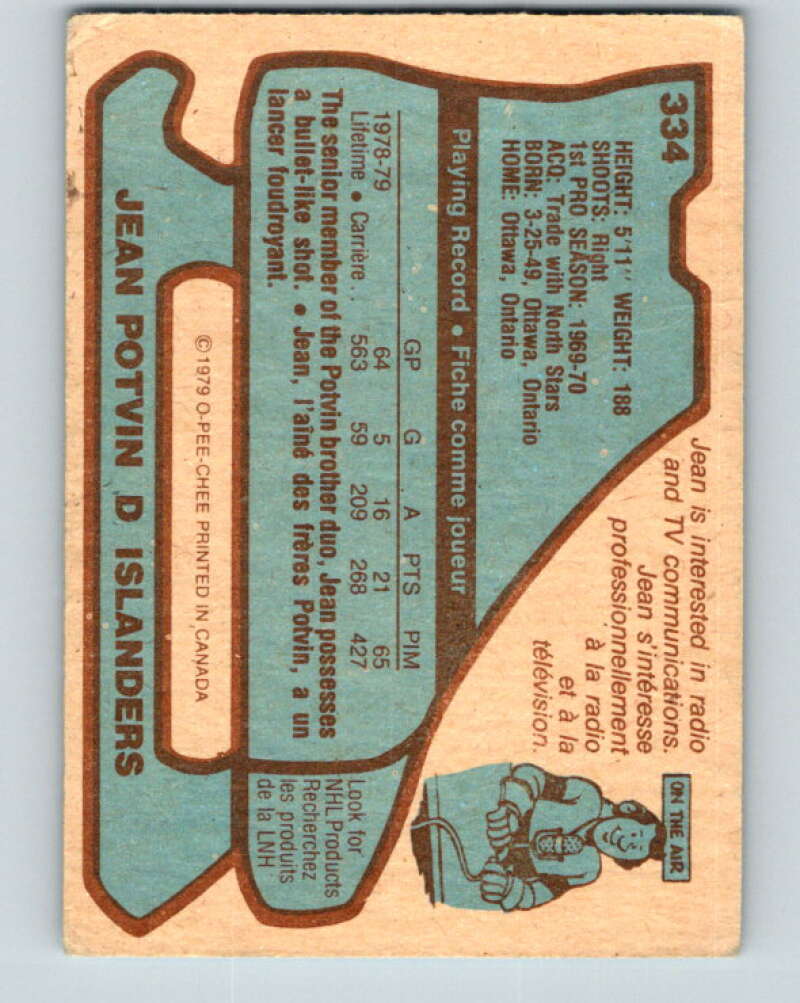 334
HEIGHT: 5'11" WEIGHT: 188
SHOOTS: Right
1st PRO SEASON: 1969-70
ACQ: Trade with North Stars
BORN: 3-25-49, Ottawa, Ontario
HOME: Ottawa, Ontario
Jean is interested in radio
and TV communications.
Jean s'intéresse
professionnellement
à la radio
et à la
télévision.
ON THE AIR
Playing Record • Fiche comme joueur
GP G A PTS PIM
1978-79 64 5 16 21 65
Lifetime • Carrière . . 563 59 209 268 427
The senior member of the Potvin brother duo, Jean possesses
a bullet-like shot. • Jean, l'aîné des frères Potvin, a un
lancer foudroyant.
Look for
NHL Products
Recherchez
les produits
de la LNH
© 1979 O-PEE-CHEE PRINTED IN CANADA
JEAN POTVIN D ISLANDERS